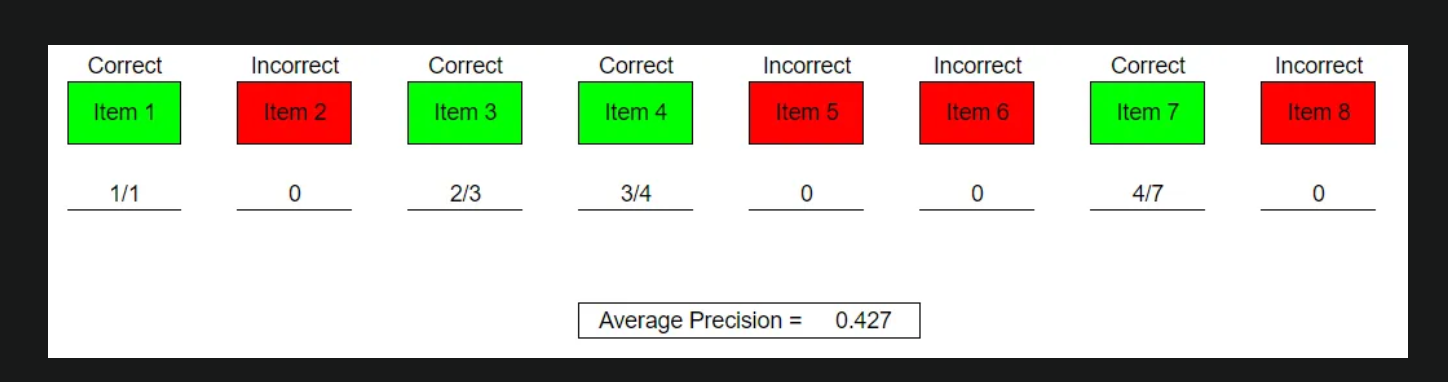 Correct Incorrect Correct Correct Incorrect Incorrect Correct Incorrect
Item 1 Item 2 Item 3 Item 4 Item 5 Item 6 Item 7 Item 8
1/1 0 2/3 3/4 0 0 4/7 0
Average Precision = 0.427